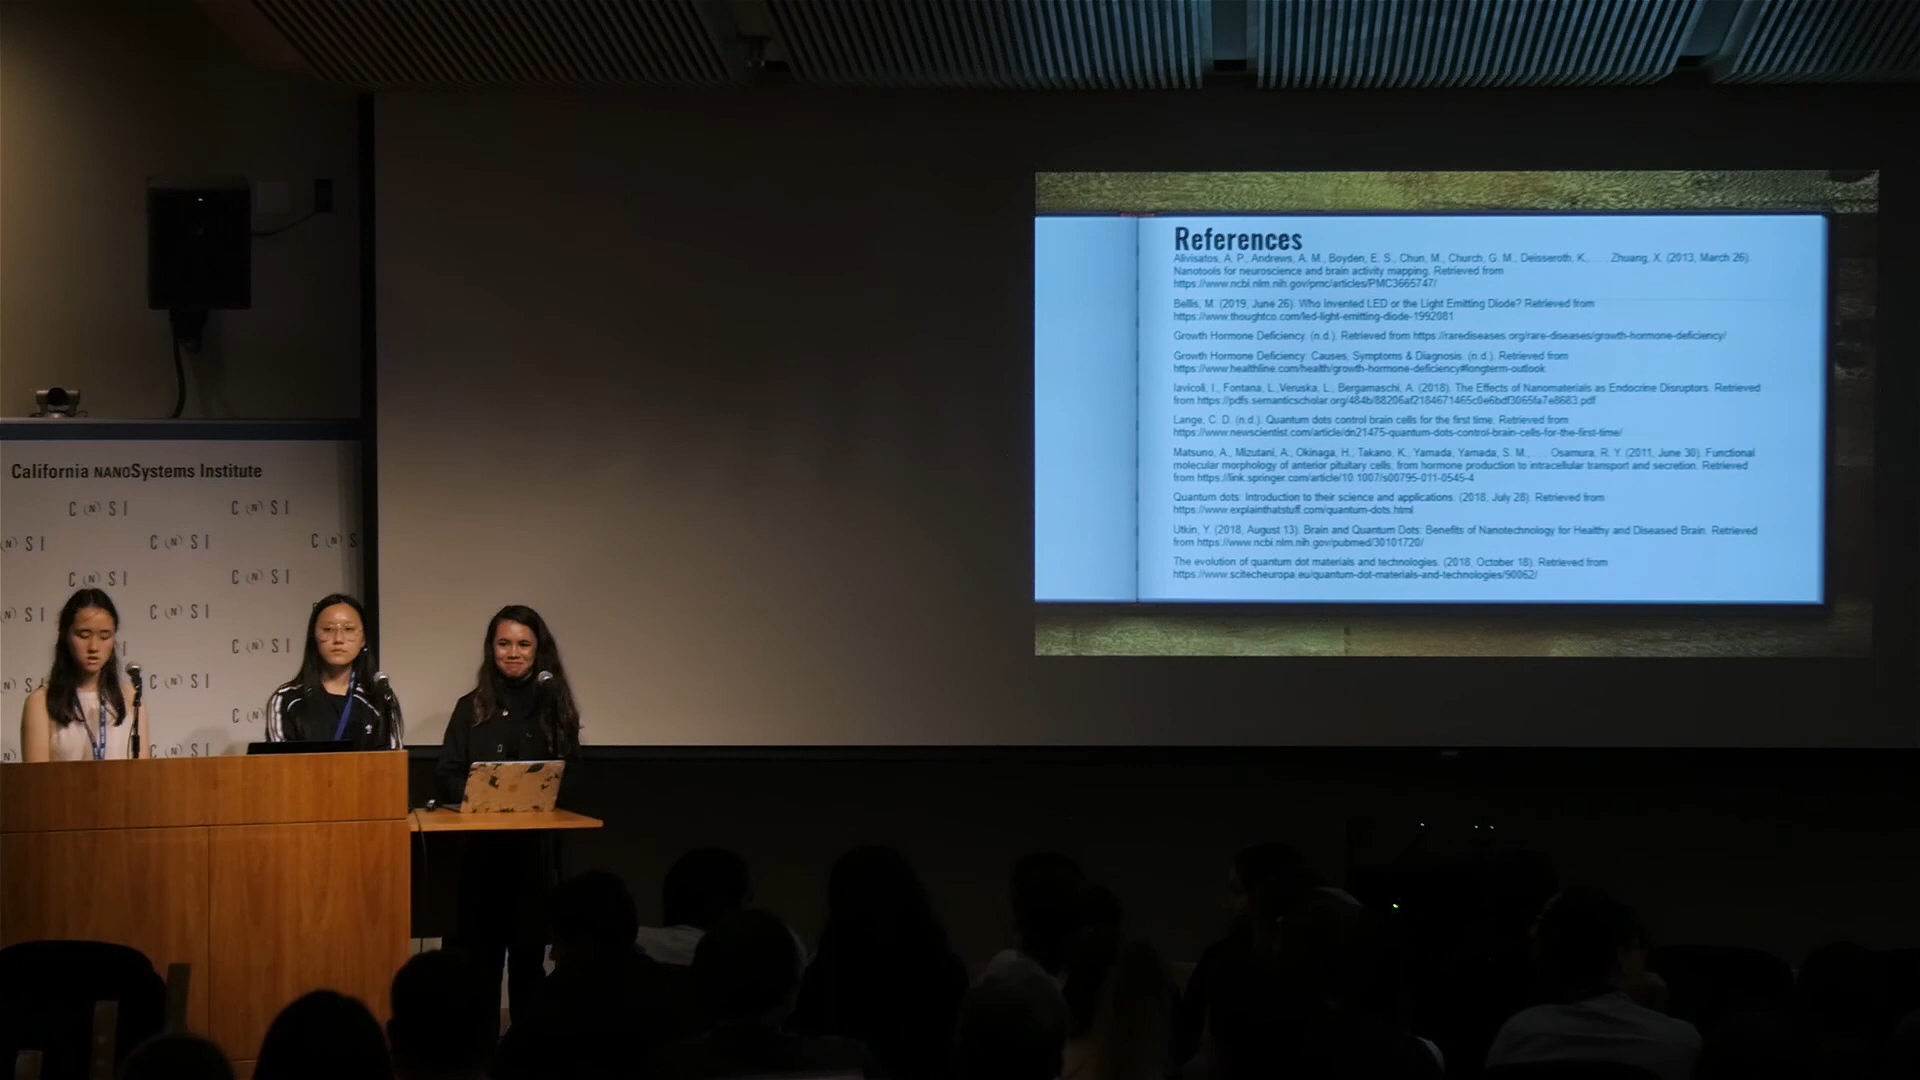 References
Alivisatos, A. P., Andrews, A. M., Boyden, E. S., Chun, M., Church, G. M., Deisseroth, K., … Zhuang, X. (2013, March 26).
Nanotools for neuroscience and brain activity mapping. Retrieved from
https://www.ncbi.nlm.nih.gov/pmc/articles/PMC3665747/
Bellis, M. (2019, June 26). Who Invented LED or the Light Emitting Diode? Retrieved from
https://www.thoughtco.com/led-light-emitting-diode-1992081
Growth Hormone Deficiency. (n.d.). Retrieved from https://rarediseases.org/rare-diseases/growth-hormone-deficiency/
Growth Hormone Deficiency: Causes, Symptoms & Diagnosis. (n.d.). Retrieved from
https://www.healthline.com/health/growth-hormone-deficiency#longterm-outlook
Iavicoli, I., Fontana, L.,Veruska, L., Bergamaschi, A. (2018). The Effects of Nanomaterials as Endocrine Disruptors. Retrieved
from https://pdfs.semanticscholar.org/484b/88206af2184671465c0e6bdf3065fa7e8683.pdf
Lange, C. D. (n.d.). Quantum dots control brain cells for the first time. Retrieved from
https://www.newscientist.com/article/dn21475-quantum-dots-control-brain-cells-for-the-first-time/
Matsuno, A., Mizutani, A., Okinaga, H., Takano, K., Yamada, Yamada, S. M., … Osamura, R. Y. (2011, June 30). Functional
molecular morphology of anterior pituitary cells, from hormone production to intracellular transport and secretion. Retrieved
from https://link.springer.com/article/10.1007/s00795-011-0545-4
Quantum dots: Introduction to their science and applications. (2018, July 28). Retrieved from
https://www.explainthatstuff.com/quantum-dots.html
Utkin, Y. (2018, August 13). Brain and Quantum Dots: Benefits of Nanotechnology for Healthy and Diseased Brain. Retrieved
from https://www.ncbi.nlm.nih.gov/pubmed/30101720/
The evolution of quantum dot materials and technologies. (2018, October 18). Retrieved from
https://www.scitecheuropa.eu/quantum-dot-materials-and-technologies/90062/
California NANOSystems Institute
C (N) S I C (N) S I
(N) S I C (N) S I C (N) S
C (N) S I C (N) S I
(N) S I C (N) S I
C (N) S I
(N) S C (N) S I
C (N)
(N) C (N) S I